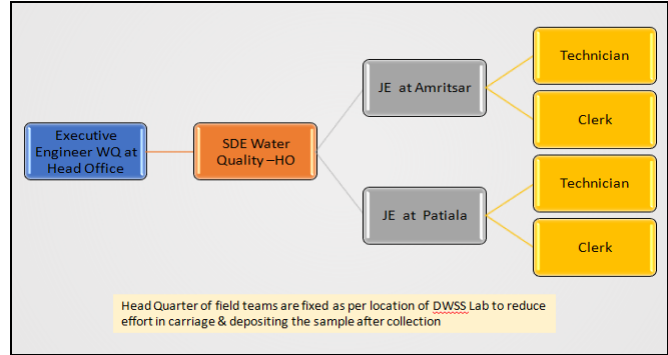 Executive
Engineer WQ at
Head Office
SDE Water
Quality –HO
JE at Amritsar
Technician
Clerk
JE at Patiala
Technician
Clerk
Head Quarter of field teams are fixed as per location of DWSS Lab to reduce
effort in carriage & depositing the sample after collection